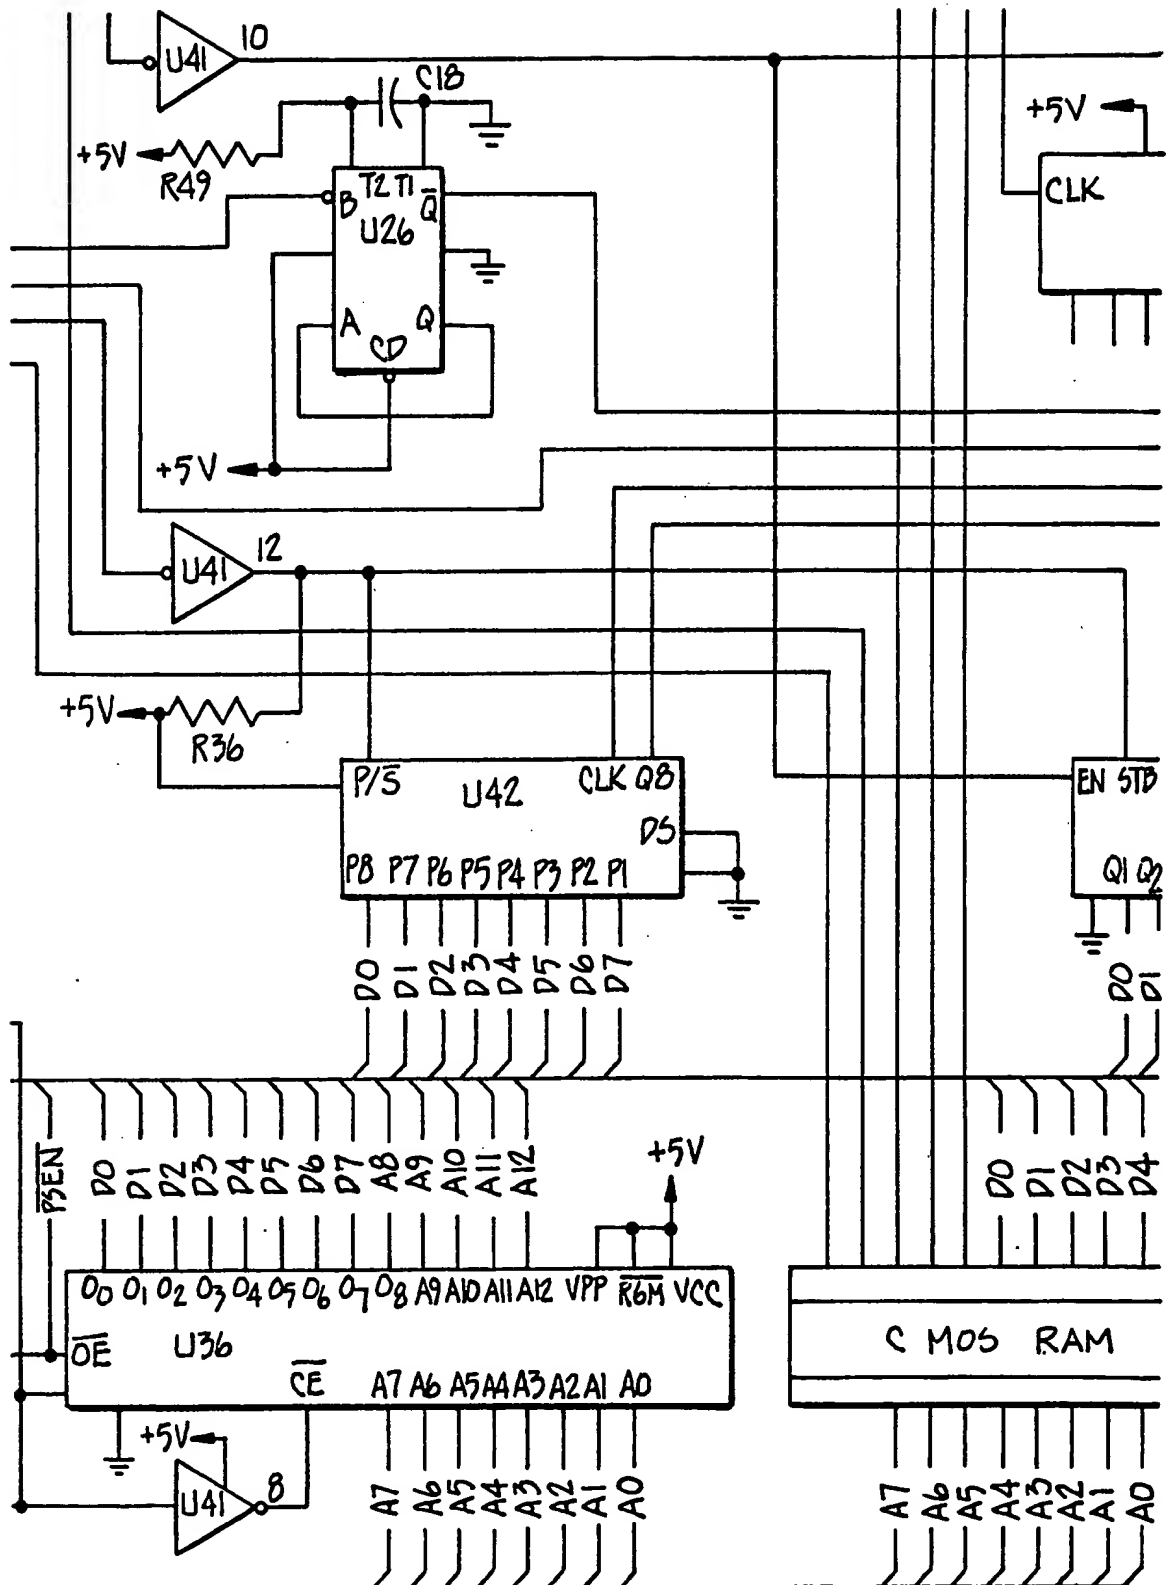 U41 10
C18
+5V
+5V
R49
T2 T1
B Q̅
CLK
U26
A Q
CD
+5V
U41 12
+5V
R36
P/S̅ U42 CLK Q8
EN STB
DS
P8 P7 P6 P5 P4 P3 P2 P1
Q1 Q2
D0 D1 D2 D3 D4 D5 D6 D7
D0 D1
+5V
P̅S̅E̅N̅ D0 D1 D2 D3 D4 D5 D6 D7 A8 A9 A10 A11 A12
D0 D1 D2 D3 D4
O0 O1 O2 O3 O4 O5 O6 O7 O8 A9 A10 A11 A12 VPP R̅G̅M̅ VCC
O̅E̅ U36
C MOS RAM
C̅E̅ A7 A6 A5 A4 A3 A2 A1 A0
+5V
U41 8
A7 A6 A5 A4 A3 A2 A1 A0
A7 A6 A5 A4 A3 A2 A1 A0